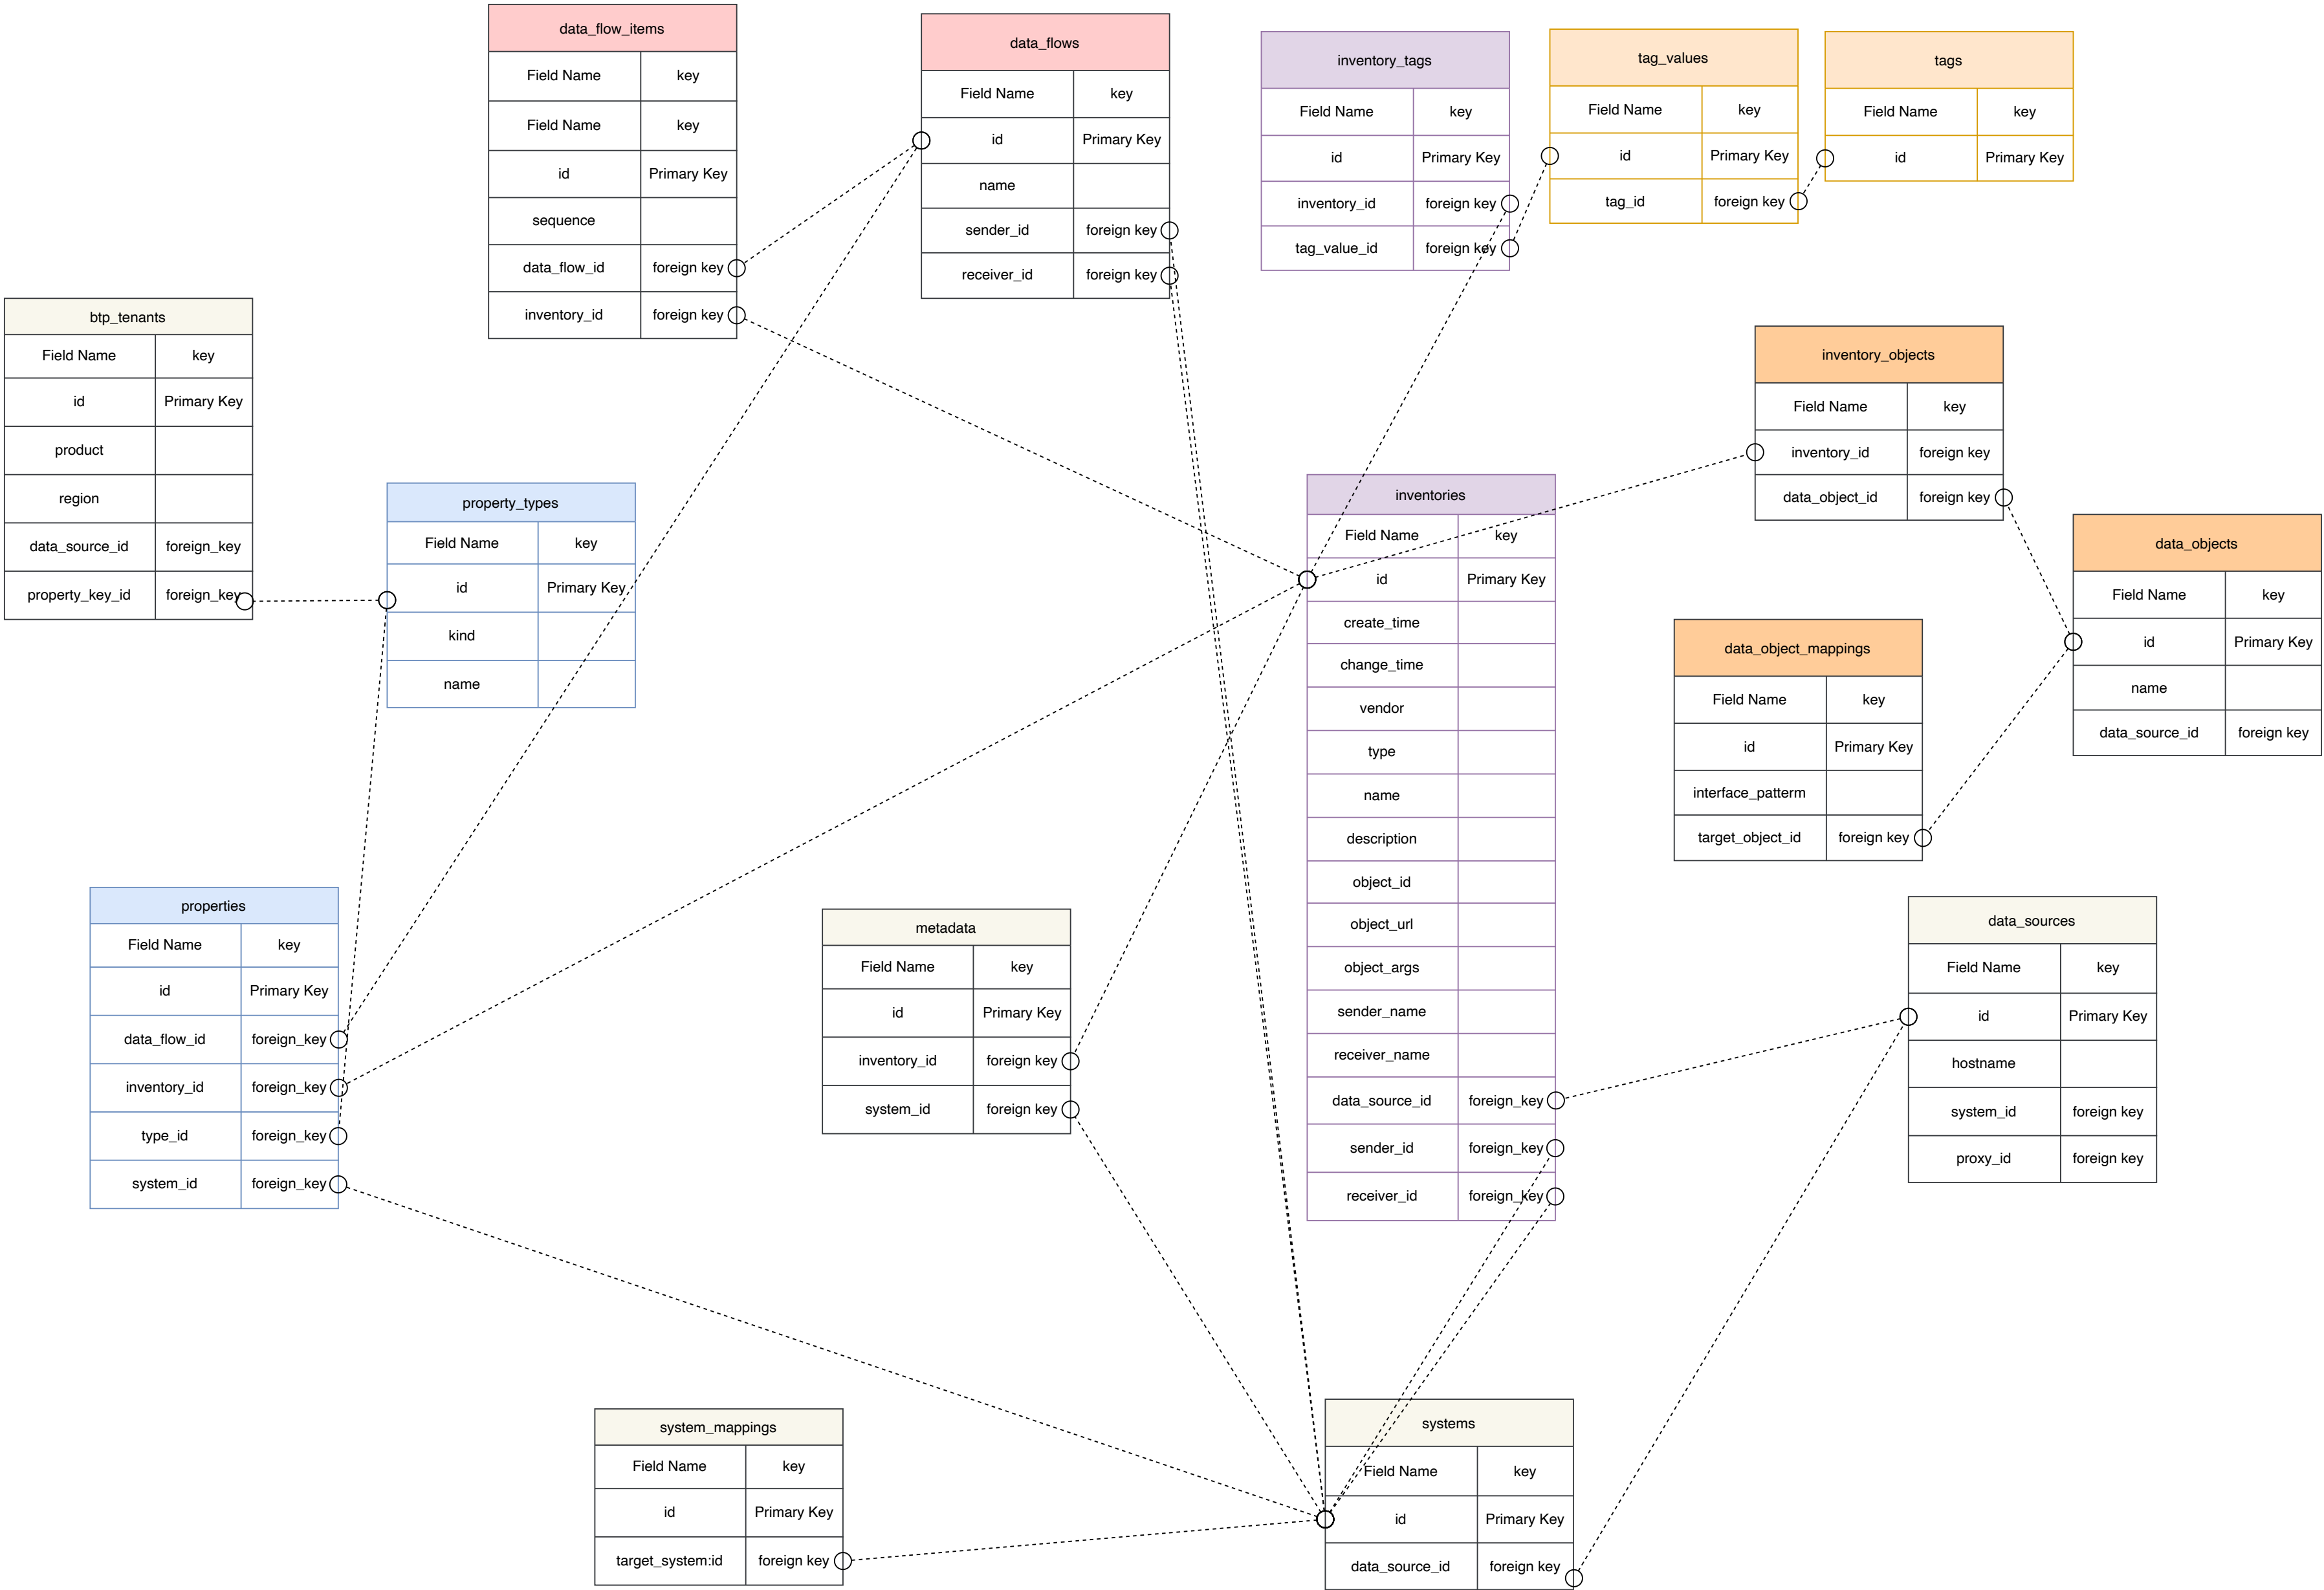 data_flow_items
Field Name key
Field Name key
id Primary Key
sequence
data_flow_id foreign key
inventory_id foreign key
data_flows
Field Name key
id Primary Key
name
sender_id foreign key
receiver_id foreign key
inventory_tags
Field Name key
id Primary Key
inventory_id foreign key
tag_value_id foreign key
tag_values
Field Name key
id Primary Key
tag_id foreign key
tags
Field Name key
id Primary Key
btp_tenants
Field Name key
id Primary Key
product
region
data_source_id foreign_key
property_key_id foreign_key
property_types
Field Name key
id Primary Key
kind
name
inventories
Field Name key
id Primary Key
create_time
change_time
vendor
type
name
description
object_id
object_url
object_args
sender_name
receiver_name
data_source_id foreign_key
sender_id foreign_key
receiver_id foreign_key
inventory_objects
Field Name key
inventory_id foreign key
data_object_id foreign key
data_objects
Field Name key
id Primary Key
name
data_source_id foreign key
data_object_mappings
Field Name key
id Primary Key
interface_patterm
target_object_id foreign key
properties
Field Name key
id Primary Key
data_flow_id foreign_key
inventory_id foreign_key
type_id foreign_key
system_id foreign_key
metadata
Field Name key
id Primary Key
inventory_id foreign key
system_id foreign key
data_sources
Field Name key
id Primary Key
hostname
system_id foreign key
proxy_id foreign key
system_mappings
Field Name key
id Primary Key
target_system:id foreign key
systems
Field Name key
id Primary Key
data_source_id foreign key